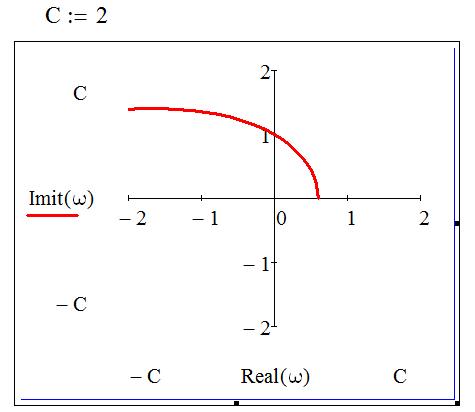 C := 2
2
C
1
Imit(ω)
− 2 − 1 0 1 2
− 1
− C
− 2
− C Real(ω) C